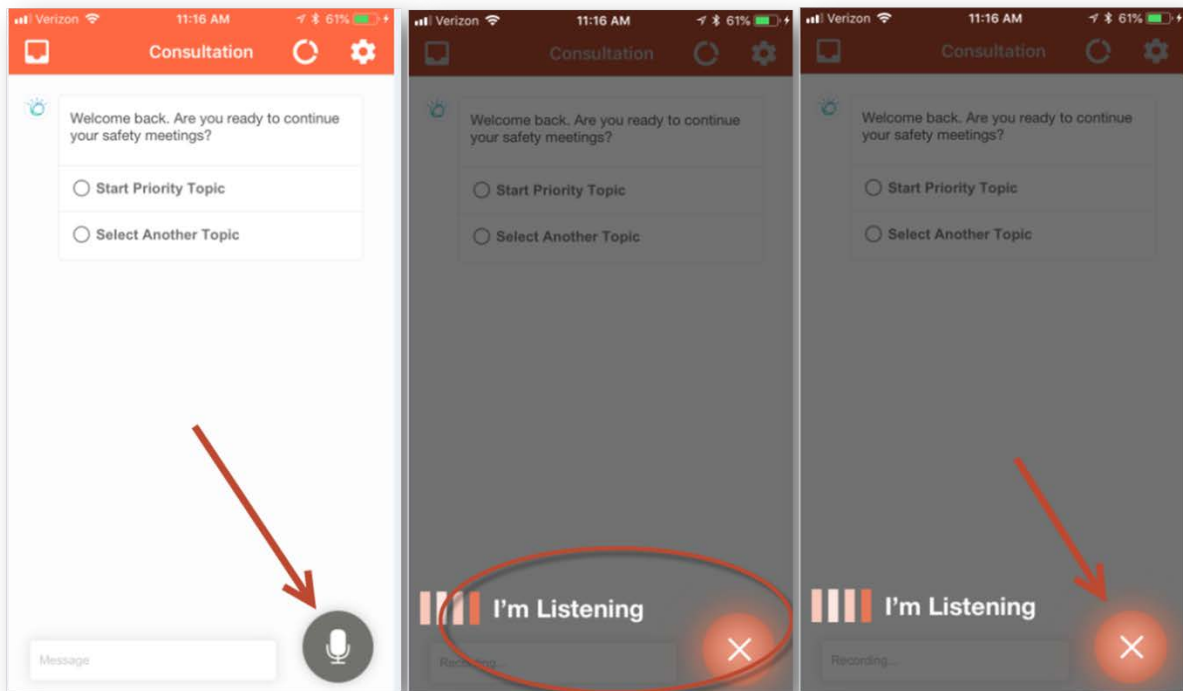 Verizon 11:16 AM 61%
Consultation
Welcome back. Are you ready to continue
your safety meetings?
Start Priority Topic
Select Another Topic
Message
Verizon 11:16 AM 61%
Consultation
Welcome back. Are you ready to continue
your safety meetings?
Start Priority Topic
Select Another Topic
I'm Listening
Recording...
Verizon 11:16 AM 61%
Consultation
Welcome back. Are you ready to continue
your safety meetings?
Start Priority Topic
Select Another Topic
I'm Listening
Recording...